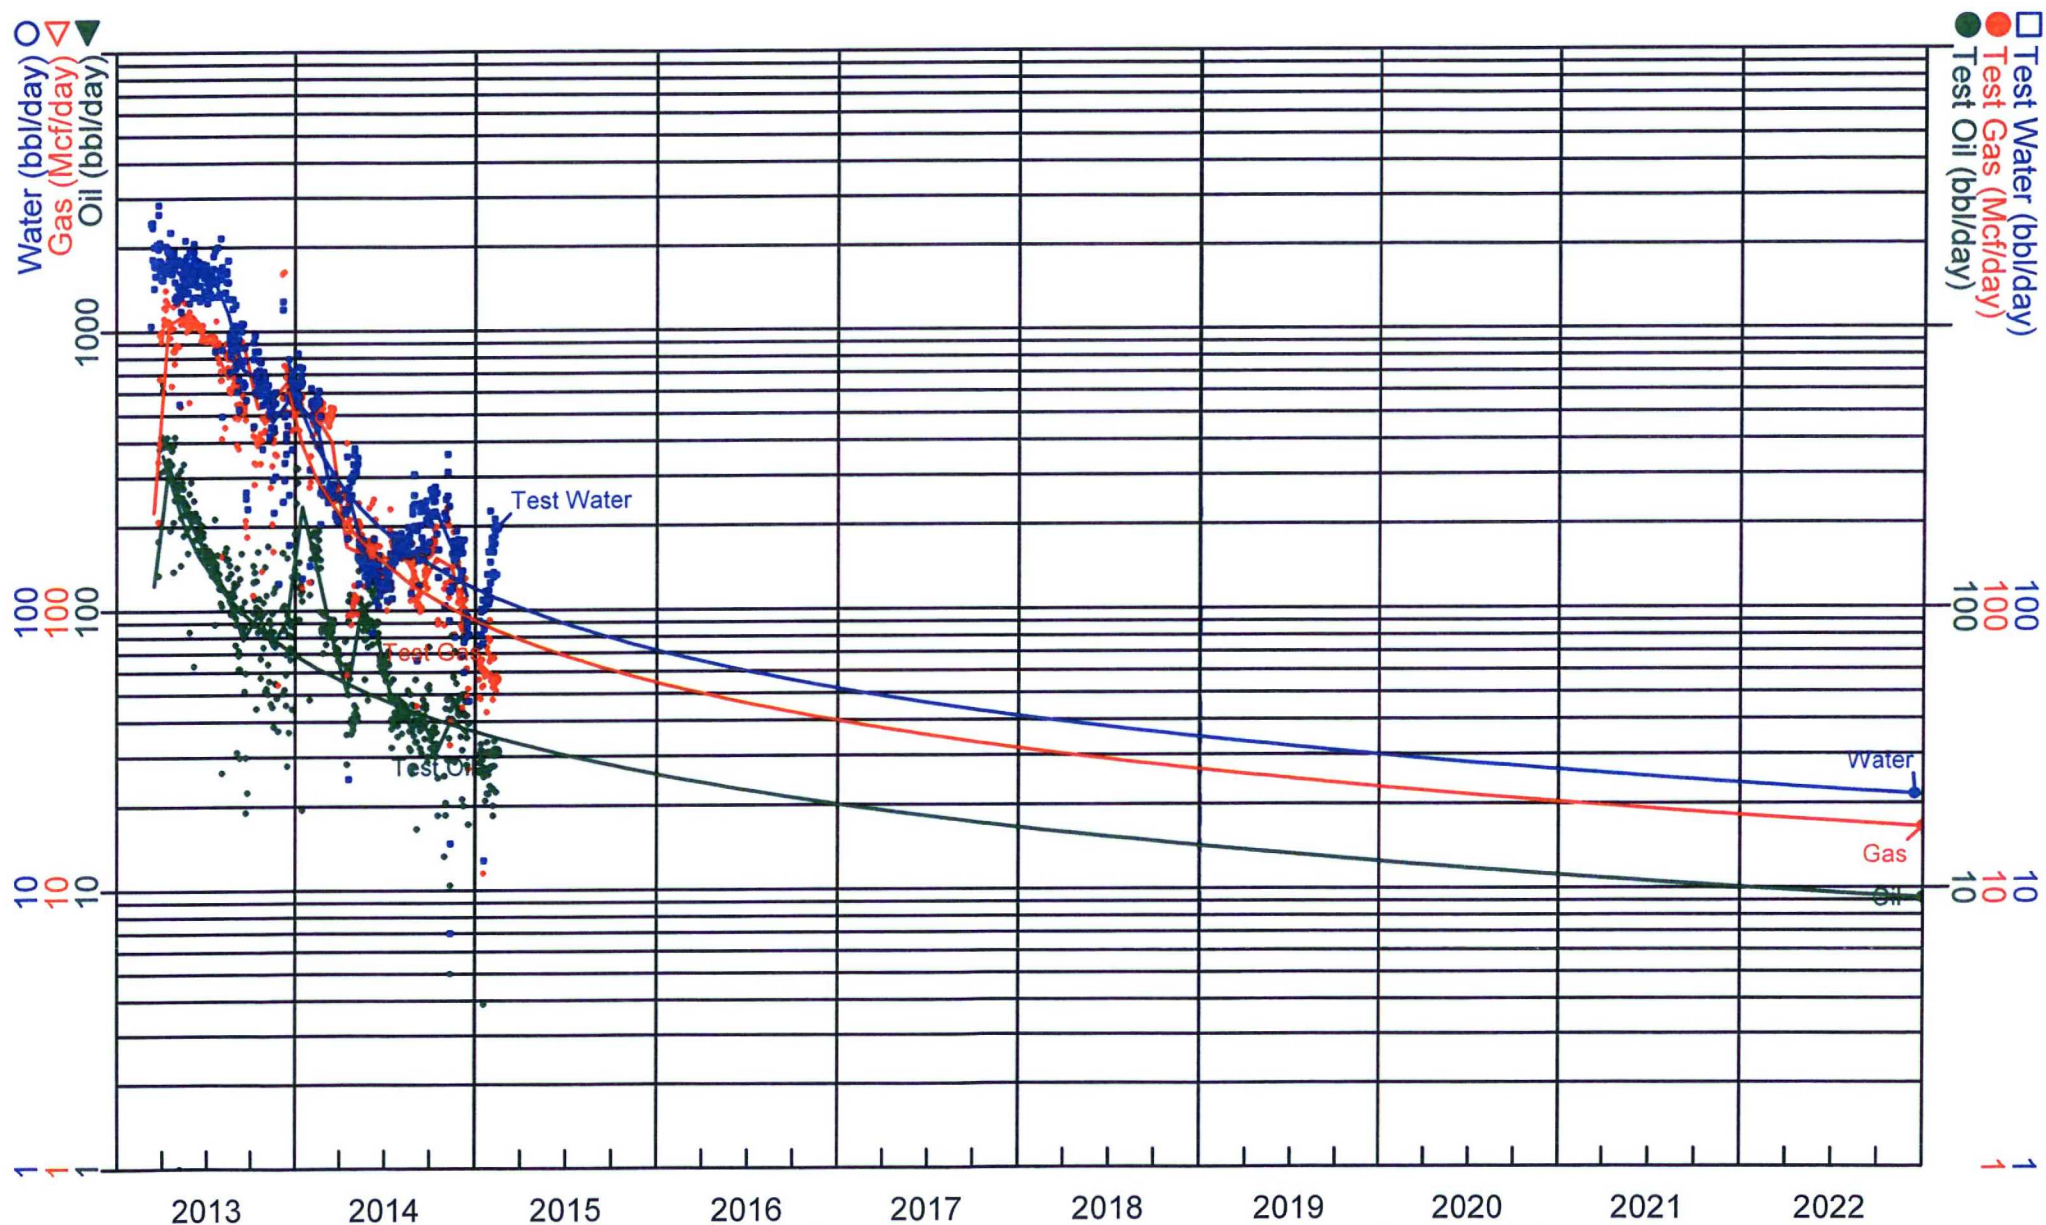 Water (bbl/day)
Gas (Mcf/day)
Oil (bbl/day)
1000
100
100
100
10
10
10
1
1
1
Test Water
Test Gas
Test Oil
Water
Gas
Oil
2013
2014
2015
2016
2017
2018
2019
2020
2021
2022
Test Water (bbl/day)
Test Gas (Mcf/day)
Test Oil (bbl/day)
100
100
100
10
10
10
1
1